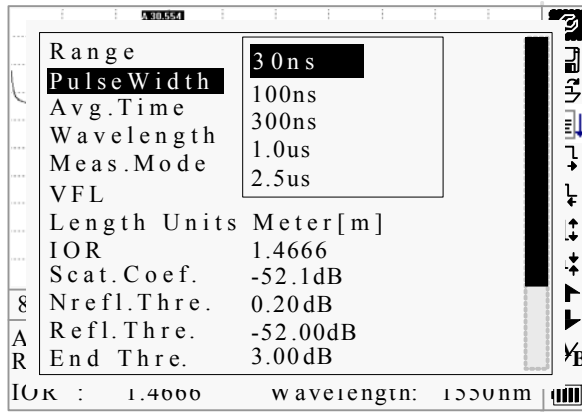 A 30.554
Range
PulseWidth
Avg.Time
Wavelength
Meas.Mode
VFL
30ns
100ns
300ns
1.0us
2.5us
Length Units Meter[m]
IOR 1.4666
Scat.Coef. -52.1dB
Nrefl.Thre. 0.20dB
Refl.Thre. -52.00dB
End Thre. 3.00dB
8
A
R
IOR : 1.4666 Wavelength: 1550nm